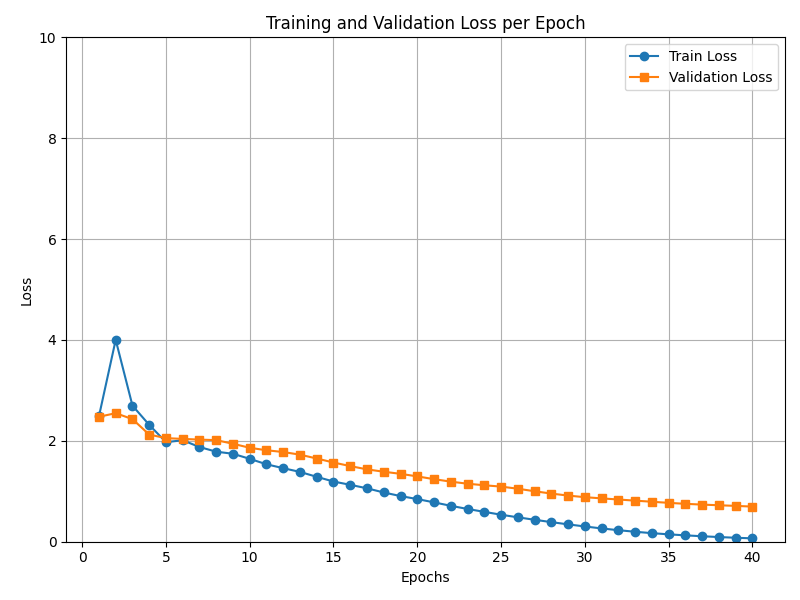 Training and Validation Loss per Epoch
10
8
6
4
2
0
Loss
Train Loss
Validation Loss
0 5 10 15 20 25 30 35 40
Epochs